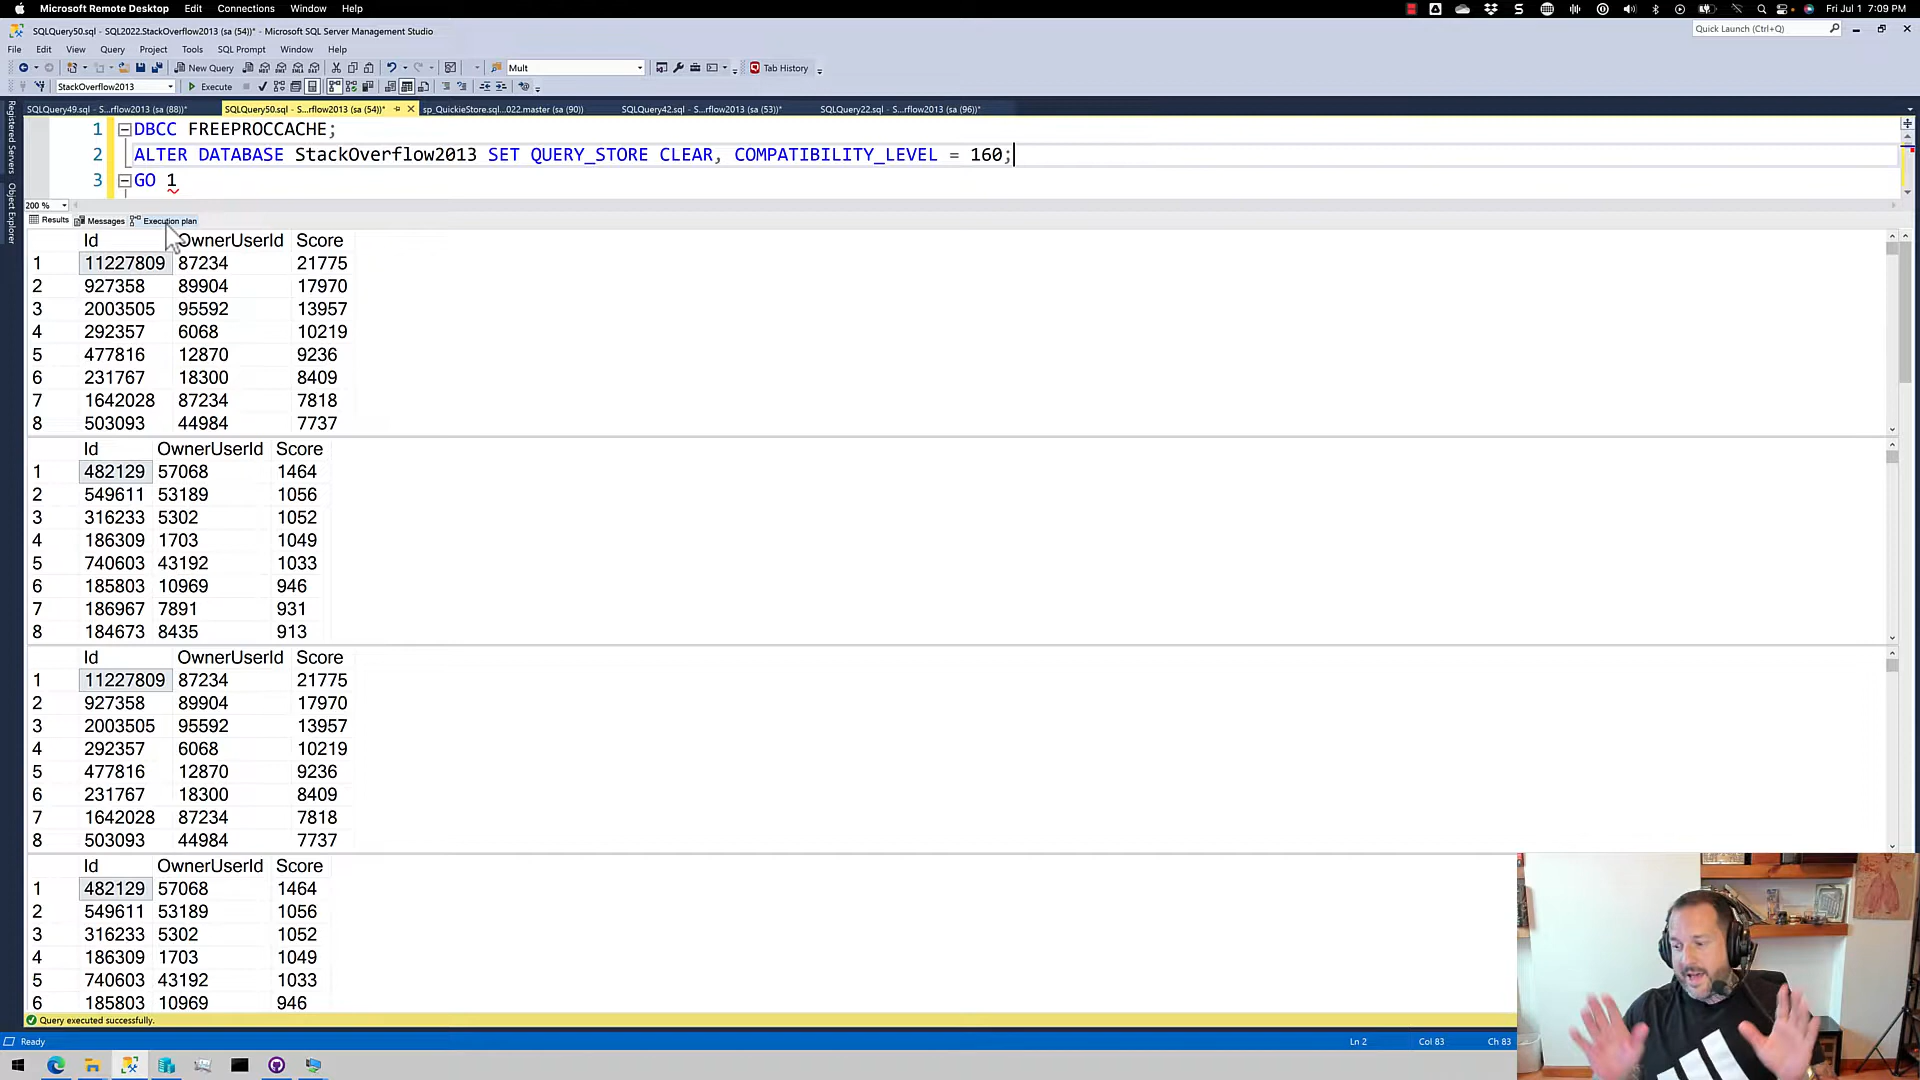 Microsoft Remote Desktop Edit Connections Window Help Fri Jul 1 7:09 PM
SQLQuery50.sql - SQL2022.StackOverflow2013 (sa (54))* - Microsoft SQL Server Management Studio
Quick Launch (Ctrl+Q)
File Edit View Query Project Tools SQL Prompt Window Help
New Query Mult Tab History
StackOverflow2013 Execute
SQLQuery49.sql - S...rflow2013 (sa (88))* SQLQuery50.sql - S...rflow2013 (sa (54))* sp_QuickieStore.sql...022.master (sa (90)) SQLQuery42.sql - S...rflow2013 (sa (53))* SQLQuery22.sql - S...rflow2013 (sa (96))*
Registered Servers
Object Explorer
1 DBCC FREEPROCCACHE;
2 ALTER DATABASE StackOverflow2013 SET QUERY_STORE CLEAR, COMPATIBILITY_LEVEL = 160;
3 GO 1
200 %
Results Messages Execution plan
Id OwnerUserId Score
1 11227809 87234 21775
2 927358 89904 17970
3 2003505 95592 13957
4 292357 6068 10219
5 477816 12870 9236
6 231767 18300 8409
7 1642028 87234 7818
8 503093 44984 7737
Id OwnerUserId Score
1 482129 57068 1464
2 549611 53189 1056
3 316233 5302 1052
4 186309 1703 1049
5 740603 43192 1033
6 185803 10969 946
7 186967 7891 931
8 184673 8435 913
Id OwnerUserId Score
1 11227809 87234 21775
2 927358 89904 17970
3 2003505 95592 13957
4 292357 6068 10219
5 477816 12870 9236
6 231767 18300 8409
7 1642028 87234 7818
8 503093 44984 7737
Id OwnerUserId Score
1 482129 57068 1464
2 549611 53189 1056
3 316233 5302 1052
4 186309 1703 1049
5 740603 43192 1033
6 185803 10969 946
Query executed successfully.
Ready Ln 2 Col 83 Ch 83